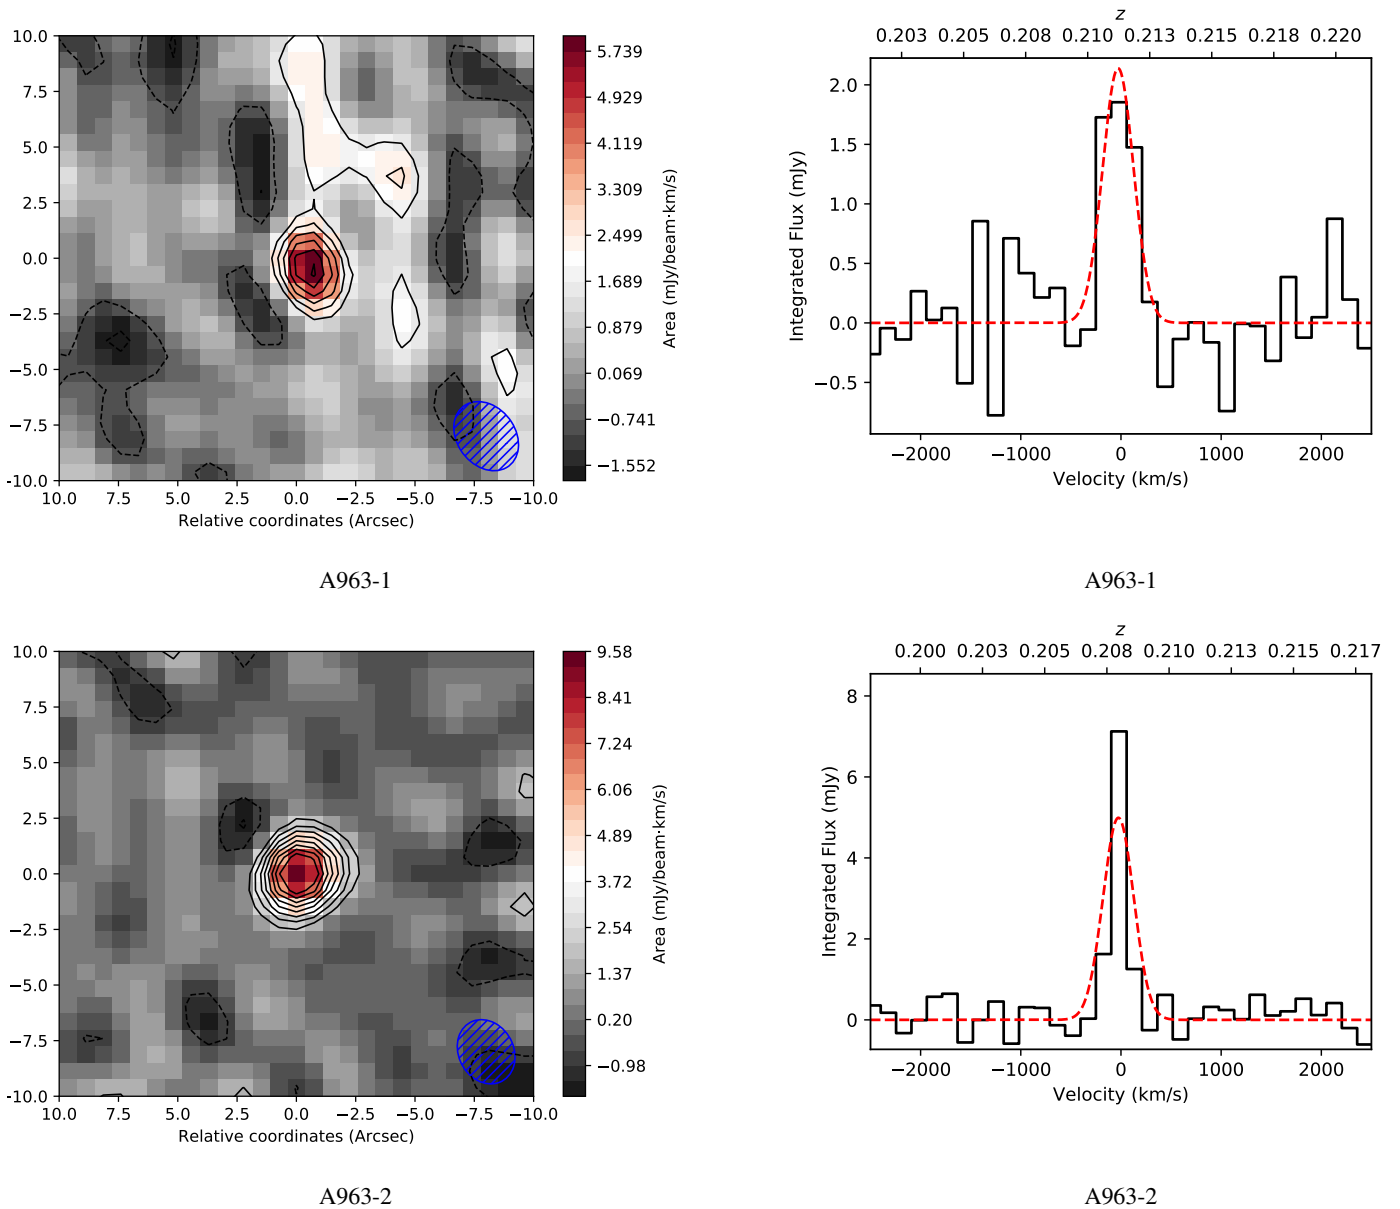 10.0
7.5
5.0
2.5
0.0
−2.5
−5.0
−7.5
−10.0
10.0 7.5 5.0 2.5 0.0 −2.5 −5.0 −7.5 −10.0
Relative coordinates (Arcsec)
5.739
4.929
4.119
3.309
2.499
1.689
0.879
0.069
−0.741
−1.552
Area (mJy/beam·km/s)
A963-1
z
0.203 0.205 0.208 0.210 0.213 0.215 0.218 0.220
2.0
1.5
1.0
0.5
0.0
−0.5
Integrated Flux (mJy)
−2000 −1000 0 1000 2000
Velocity (km/s)
A963-1
10.0
7.5
5.0
2.5
0.0
−2.5
−5.0
−7.5
−10.0
10.0 7.5 5.0 2.5 0.0 −2.5 −5.0 −7.5 −10.0
Relative coordinates (Arcsec)
9.58
8.41
7.24
6.06
4.89
3.72
2.54
1.37
0.20
−0.98
Area (mJy/beam·km/s)
A963-2
z
0.200 0.203 0.205 0.208 0.210 0.213 0.215 0.217
8
6
4
2
0
Integrated Flux (mJy)
−2000 −1000 0 1000 2000
Velocity (km/s)
A963-2